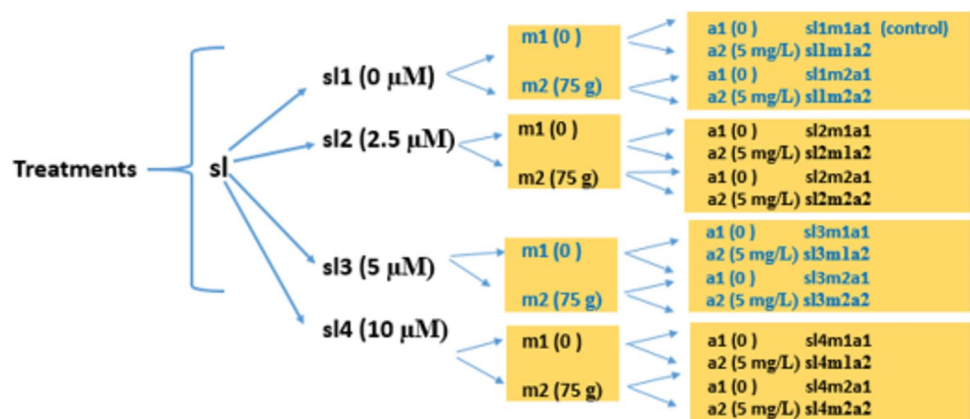 Treatments
sl
sl1 (0 μM)
m1 (0 )
a1 (0 ) sl1m1a1 (control)
a2 (5 mg/L) sl1m1a2
m2 (75 g)
a1 (0 ) sl1m2a1
a2 (5 mg/L) sl1m2a2
sl2 (2.5 μM)
m1 (0 )
a1 (0 ) sl2m1a1
a2 (5 mg/L) sl2m1a2
m2 (75 g)
a1 (0 ) sl2m2a1
a2 (5 mg/L) sl2m2a2
sl3 (5 μM)
m1 (0 )
a1 (0 ) sl3m1a1
a2 (5 mg/L) sl3m1a2
m2 (75 g)
a1 (0 ) sl3m2a1
a2 (5 mg/L) sl3m2a2
sl4 (10 μM)
m1 (0 )
a1 (0 ) sl4m1a1
a2 (5 mg/L) sl4m1a2
m2 (75 g)
a1 (0 ) sl4m2a1
a2 (5 mg/L) sl4m2a2